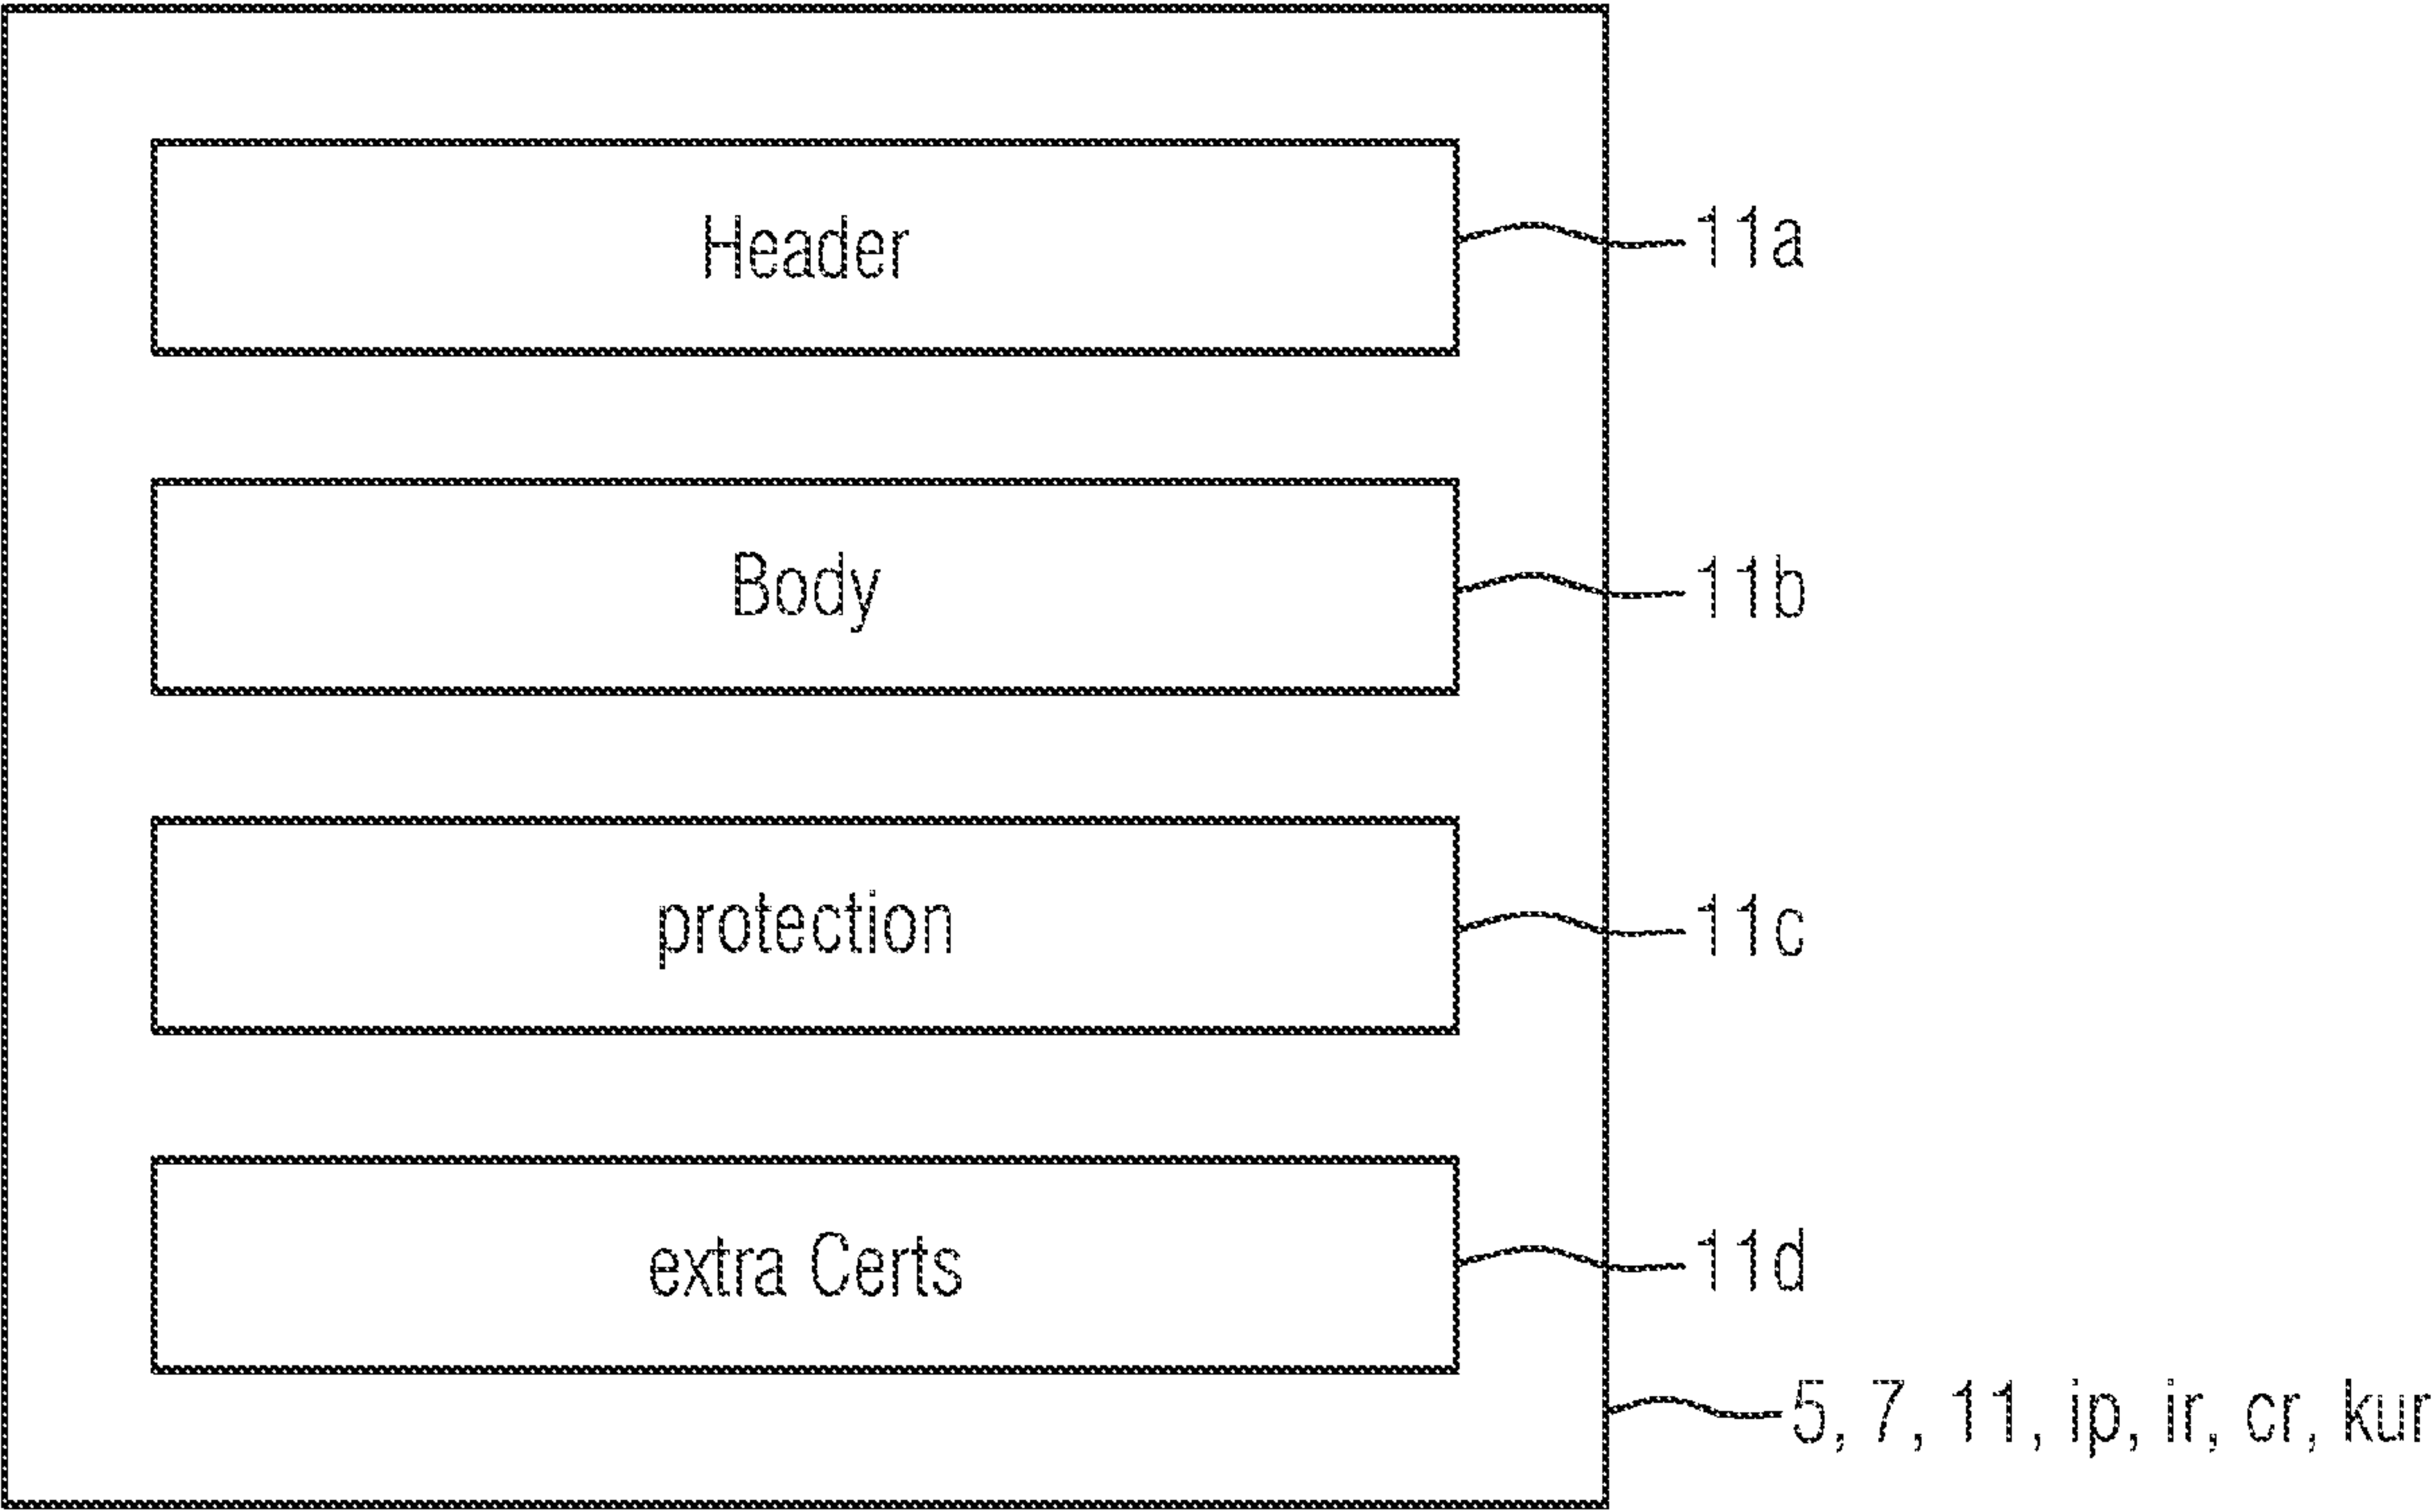 Header
11a
Body
11b
protection
11c
extra Certs
11d
5, 7, 11, ip, ir, cr, kur